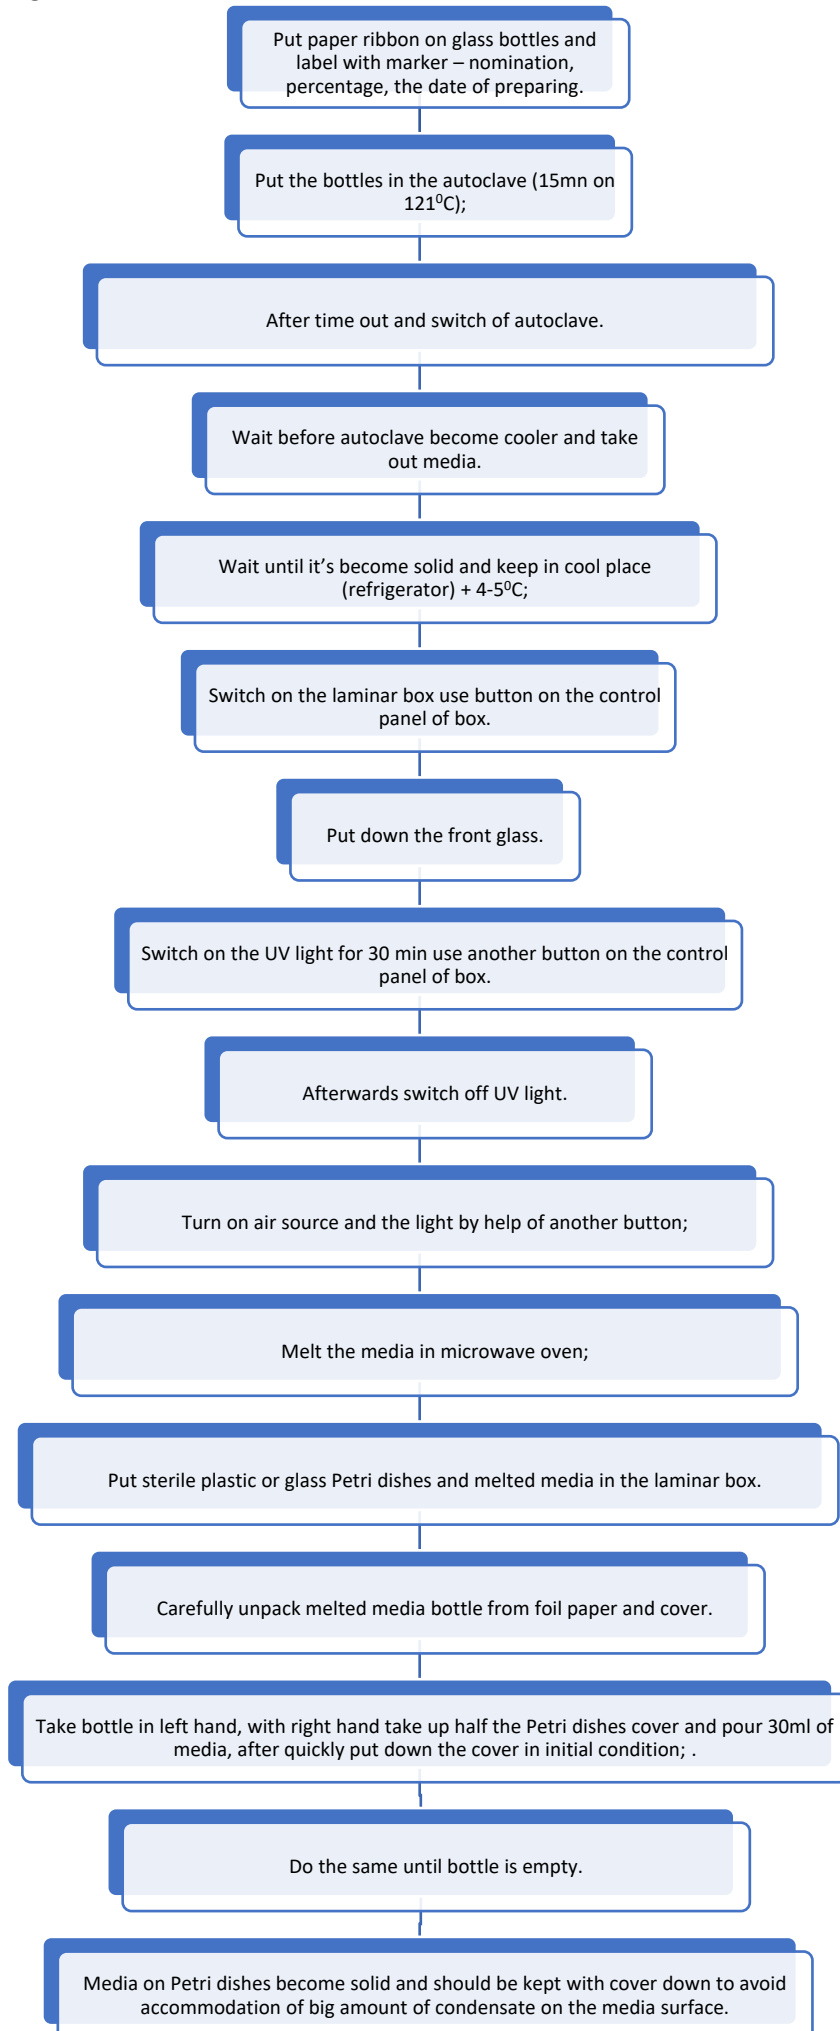 Put paper ribbon on glass bottles and
label with marker – nomination,
percentage, the date of preparing.
Put the bottles in the autoclave (15mn on
121⁰C);
After time out and switch of autoclave.
Wait before autoclave become cooler and take
out media.
Wait until it’s become solid and keep in cool place
(refrigerator) + 4-5⁰C;
Switch on the laminar box use button on the control
panel of box.
Put down the front glass.
Switch on the UV light for 30 min use another button on the control
panel of box.
Afterwards switch off UV light.
Turn on air source and the light by help of another button;
Melt the media in microwave oven;
Put sterile plastic or glass Petri dishes and melted media in the laminar box.
Carefully unpack melted media bottle from foil paper and cover.
Take bottle in left hand, with right hand take up half the Petri dishes cover and pour 30ml of
media, after quickly put down the cover in initial condition; .
Do the same until bottle is empty.
Media on Petri dishes become solid and should be kept with cover down to avoid
accommodation of big amount of condensate on the media surface.